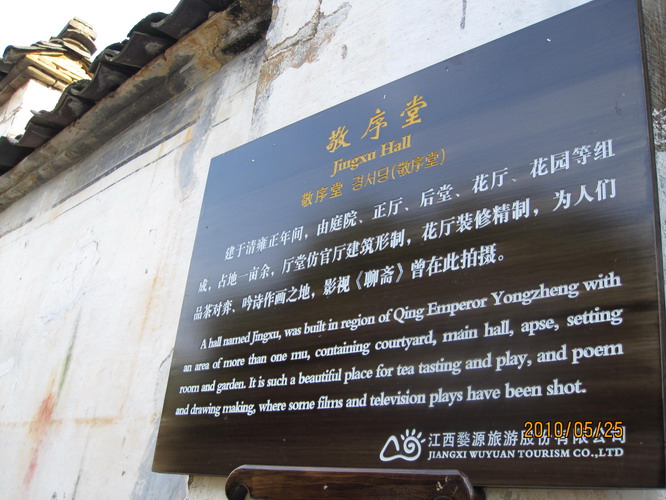 敬序堂
Jingxu Hall
敬序堂 경서당(敬序堂)
建于清雍正年间，由庭院、正厅、后堂、花厅、花园等组
成，占地一亩余，厅堂仿官厅建筑形制，花厅装修精制，为人们
品茶对弈、吟诗作画之地，影视《聊斋》曾在此拍摄。
A hall named Jingxu, was built in region of Qing Emperor Yongzheng with
an area of more than one mu, containing courtyard, main hall, apse, setting
room and garden. It is such a beautiful place for tea tasting and play, and poem
and drawing making, where some films and television plays have been shot.
2010/05/25
江西婺源旅游股份有限公司
JIANGXI WUYUAN TOURISM CO.,LTD